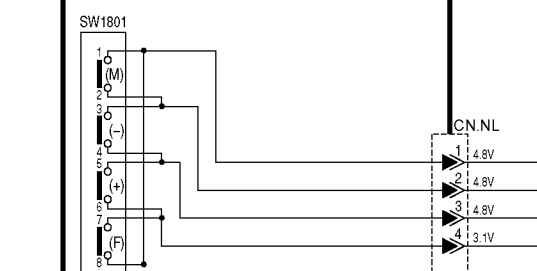 SW1801
1
(M)
2
3
(−)
4
5
(+)
6
7
(F)
8
CN.NL
1 4.8V
2 4.8V
3 4.8V
4 3.1V